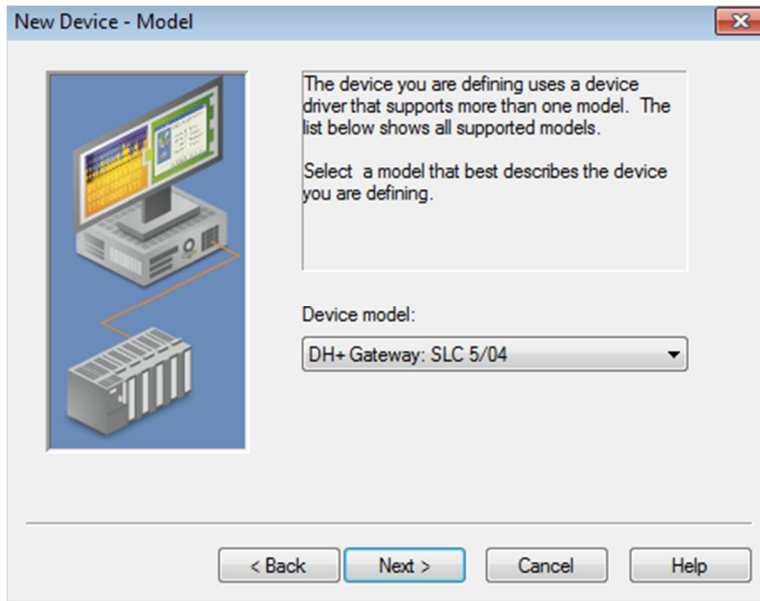 New Device - Model
The device you are defining uses a device
driver that supports more than one model. The
list below shows all supported models.
Select a model that best describes the device
you are defining.
Device model:
DH+ Gateway: SLC 5/04
< Back
Next >
Cancel
Help